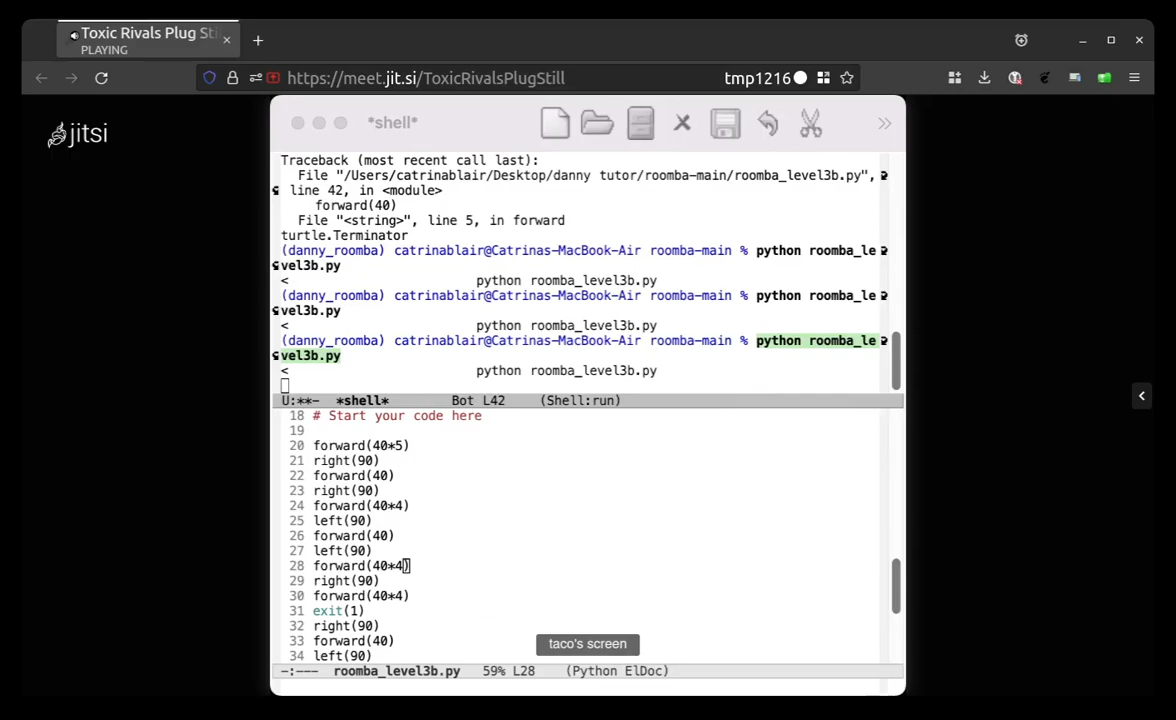 Toxic Rivals Plug Sti
PLAYING
https://meet.jit.si/ToxicRivalsPlugStill
tmp1216
jitsi
*shell*
Traceback (most recent call last):
File "/Users/catrinablair/Desktop/danny tutor/roomba-main/roomba_level3b.py",
line 42, in <module>
forward(40)
File "<string>", line 5, in forward
turtle.Terminator
(danny_roomba) catrinablair@Catrinas-MacBook-Air roomba-main % python roomba_le
vel3b.py
< python roomba_level3b.py
(danny_roomba) catrinablair@Catrinas-MacBook-Air roomba-main % python roomba_le
vel3b.py
< python roomba_level3b.py
(danny_roomba) catrinablair@Catrinas-MacBook-Air roomba-main % python roomba_le
vel3b.py
< python roomba_level3b.py
U:**- *shell* Bot L42 (Shell:run)
18 # Start your code here
19
20 forward(40*5)
21 right(90)
22 forward(40)
23 right(90)
24 forward(40*4)
25 left(90)
26 forward(40)
27 left(90)
28 forward(40*4)
29 right(90)
30 forward(40*4)
31 exit(1)
32 right(90)
33 forward(40)
34 left(90)
taco's screen
-:--- roomba_level3b.py 59% L28 (Python ElDoc)